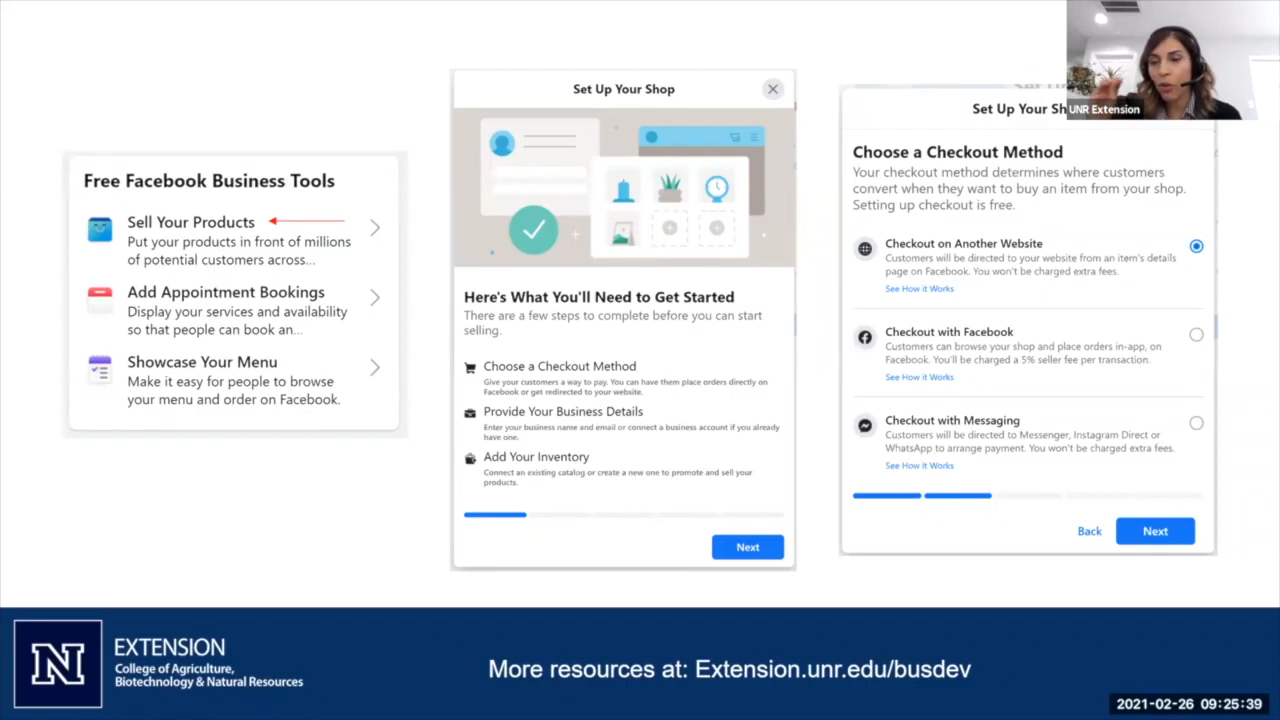 Free Facebook Business Tools
Sell Your Products
Put your products in front of millions
of potential customers across...
Add Appointment Bookings
Display your services and availability
so that people can book an...
Showcase Your Menu
Make it easy for people to browse
your menu and order on Facebook.
Set Up Your Shop
Here's What You'll Need to Get Started
There are a few steps to complete before you can start
selling.
Choose a Checkout Method
Give your customers a way to pay. You can have them place orders directly on
Facebook or get redirected to your website.
Provide Your Business Details
Enter your business name and email or connect a business account if you already
have one.
Add Your Inventory
Connect an existing catalog or create a new one to promote and sell your
products.
Next
Set Up Your Sh
UNR Extension
Choose a Checkout Method
Your checkout method determines where customers
convert when they want to buy an item from your shop.
Setting up checkout is free.
Checkout on Another Website
Customers will be directed to your website from an item's details
page on Facebook. You won't be charged extra fees.
See How it Works
Checkout with Facebook
Customers can browse your shop and place orders in-app, on
Facebook. You'll be charged a 5% seller fee per transaction.
See How it Works
Checkout with Messaging
Customers will be directed to Messenger, Instagram Direct or
WhatsApp to arrange payment. You won't be charged extra fees.
See How it Works
Back
Next
N
EXTENSION
College of Agriculture,
Biotechnology & Natural Resources
More resources at: Extension.unr.edu/busdev
2021-02-26 09:25:39